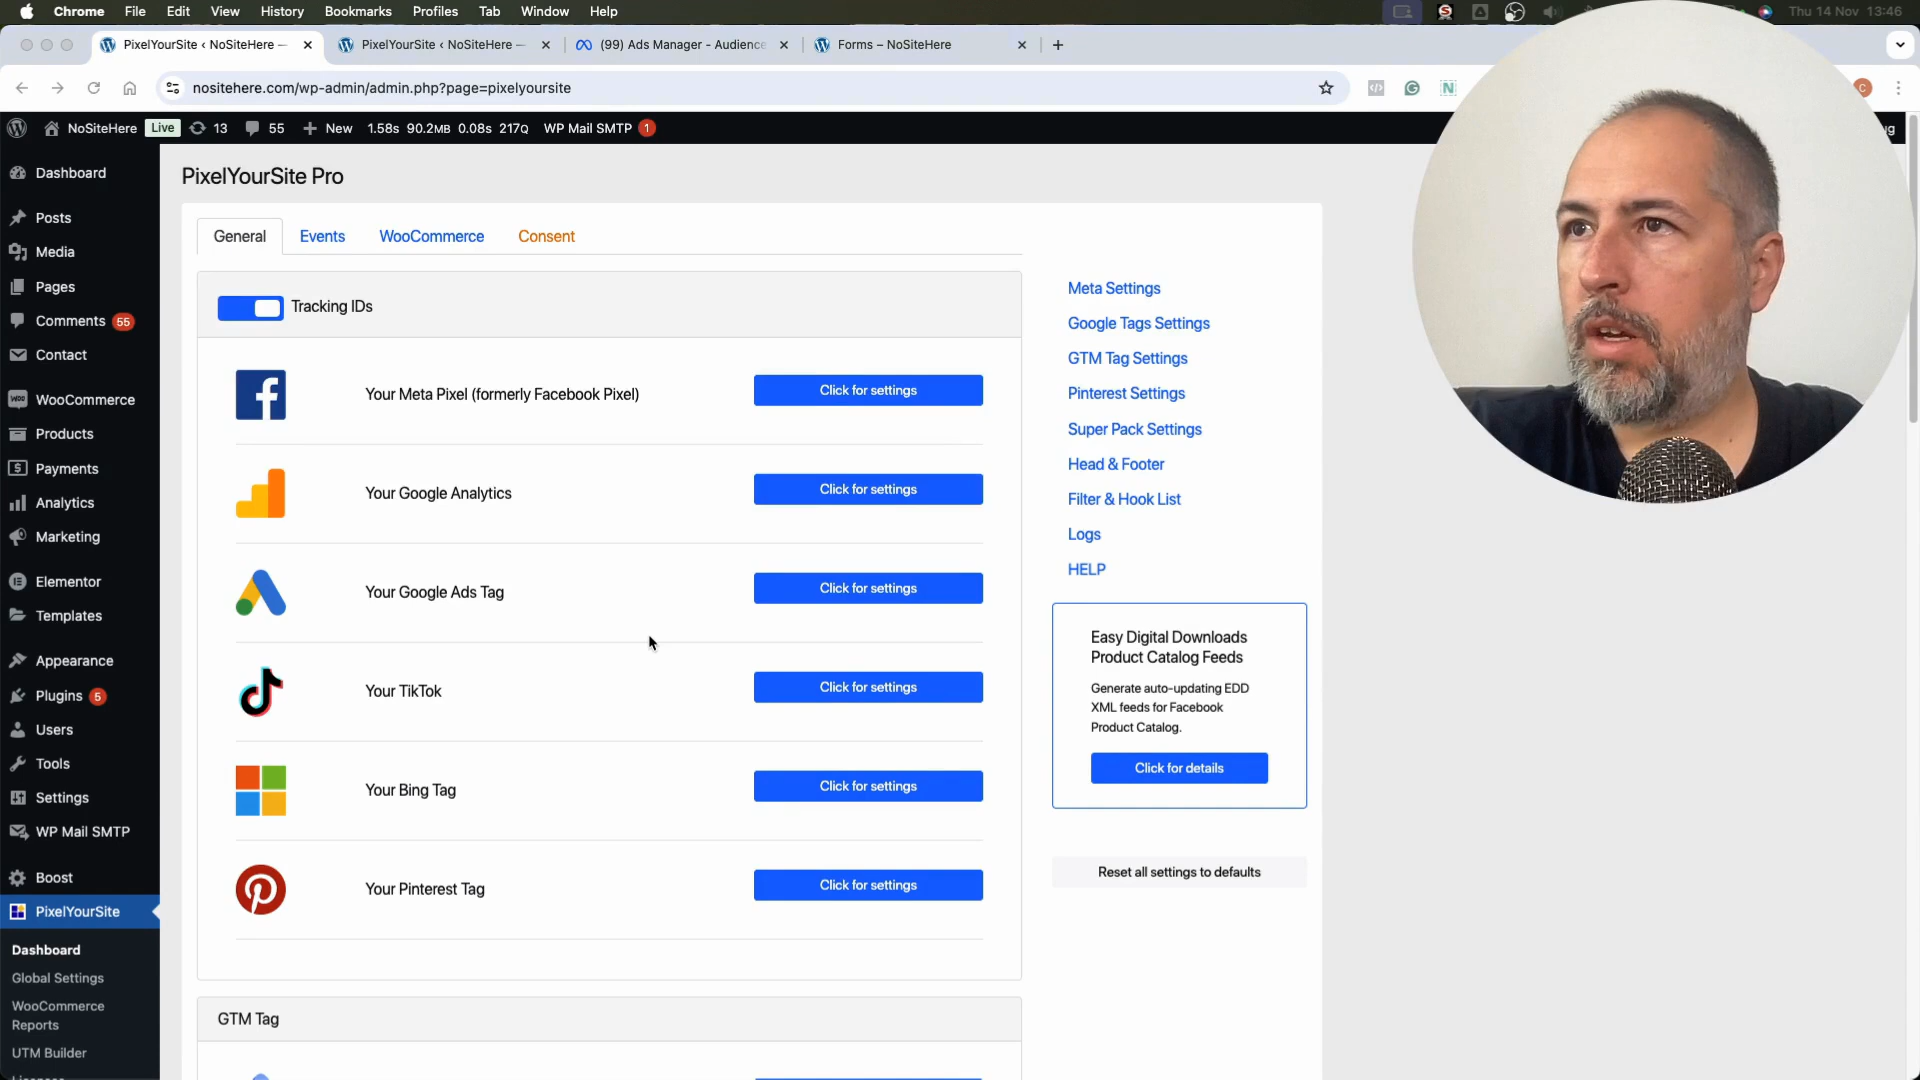 Chrome File Edit View History Bookmarks Profiles Tab Window Help
Thu 14 Nov 13:46
PixelYourSite ‹ NoSiteHere —
PixelYourSite ‹ NoSiteHere —
(99) Ads Manager - Audience
Forms – NoSiteHere
nositehere.com/wp-admin/admin.php?page=pixelyoursite
NoSiteHere Live 13 55 New 1.58s 90.2MB 0.08s 217Q WP Mail SMTP 1
Dashboard
Posts
Media
Pages
Comments 55
Contact
WooCommerce
Products
Payments
Analytics
Marketing
Elementor
Templates
Appearance
Plugins 5
Users
Tools
Settings
WP Mail SMTP
Boost
PixelYourSite
Dashboard
Global Settings
WooCommerce
Reports
UTM Builder
PixelYourSite Pro
General Events WooCommerce Consent
Tracking IDs
Your Meta Pixel (formerly Facebook Pixel) Click for settings
Your Google Analytics Click for settings
Your Google Ads Tag Click for settings
Your TikTok Click for settings
Your Bing Tag Click for settings
Your Pinterest Tag Click for settings
GTM Tag
Meta Settings
Google Tags Settings
GTM Tag Settings
Pinterest Settings
Super Pack Settings
Head & Footer
Filter & Hook List
Logs
HELP
Easy Digital Downloads
Product Catalog Feeds
Generate auto-updating EDD
XML feeds for Facebook
Product Catalog.
Click for details
Reset all settings to defaults